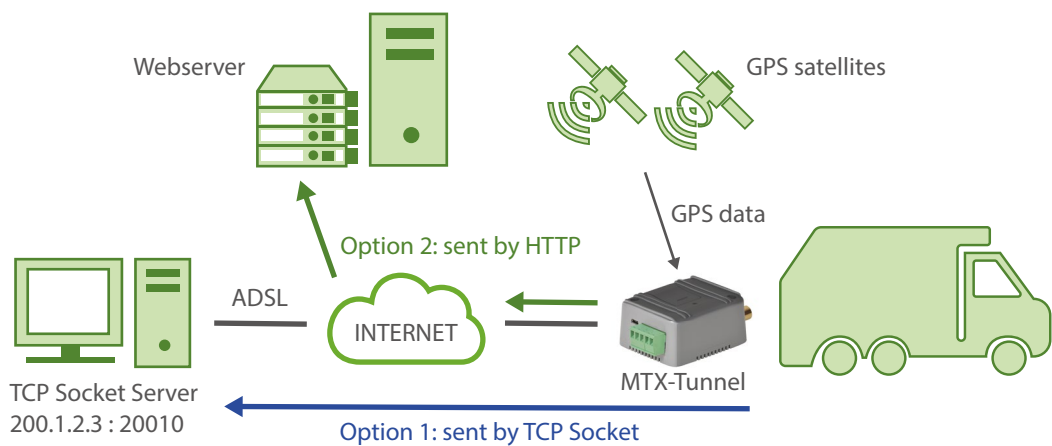 Webserver
GPS satellites
GPS data
Option 2: sent by HTTP
ADSL
INTERNET
MTX-Tunnel
TCP Socket Server
200.1.2.3 : 20010
Option 1: sent by TCP Socket